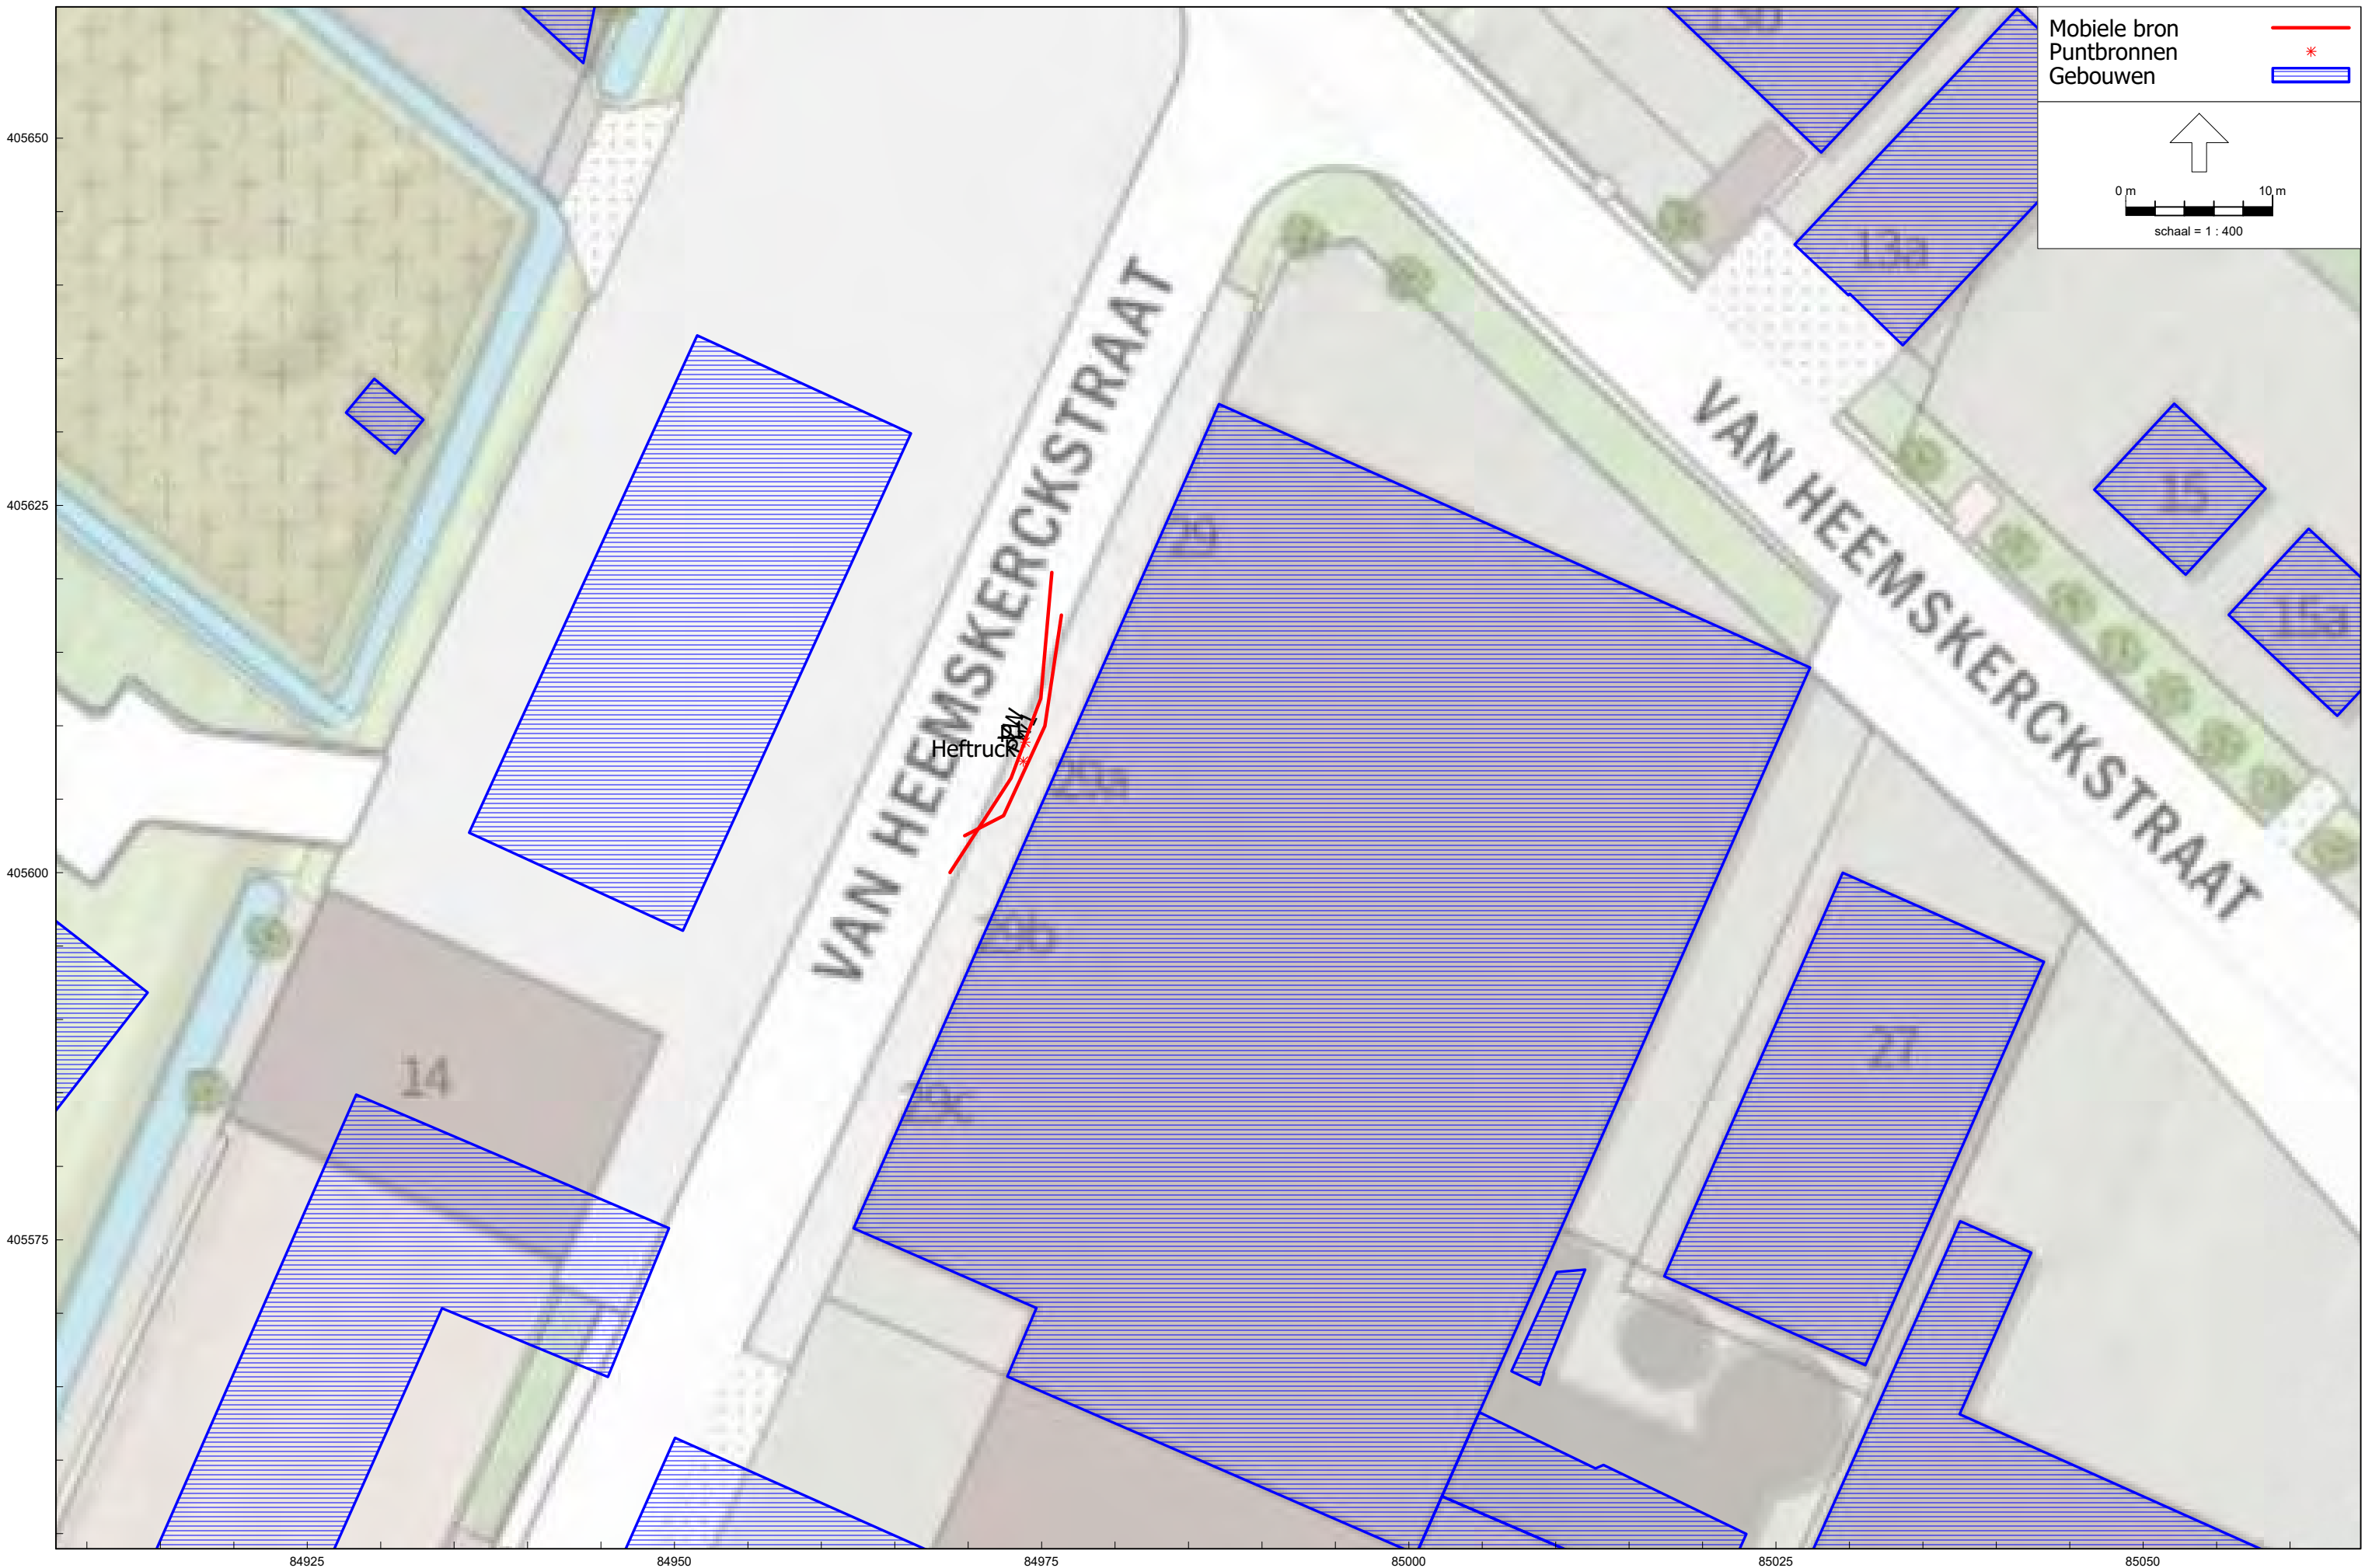 Mobiele bron
Puntbronnen
Gebouwen
0 m 10 m
schaal = 1 : 400
13b
13a
15
15a
VAN HEEMSKERCKSTRAAT
VAN HEEMSKERCKSTRAAT
29
Heftruck
29a
29b
29c
27
14
405650
405625
405600
405575
84925 84950 84975 85000 85025 85050